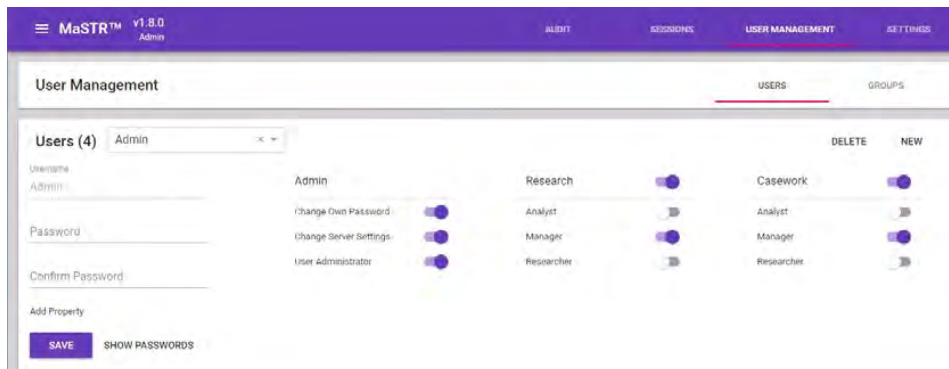 MaSTR™ v1.8.0
Admin
AUDIT SESSIONS USER MANAGEMENT SETTINGS
User Management USERS GROUPS
Users (4) Admin DELETE NEW
Username
Admin
Admin Research Casework
Change Own Password Analyst Analyst
Password
Change Server Settings Manager Manager
User Administrator Researcher Researcher
Confirm Password
Add Property
SAVE SHOW PASSWORDS